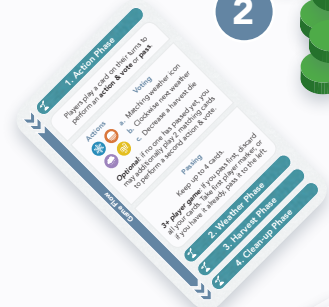 2
1. Action Phase
Players play a card on their turns to
perform an action & vote or pass.
Actions
Voting
a. Matching weather icon
b. Clockwise next weather
c. Decrease a harvest die
Optional: if no one has passed yet, you
may additionally play 2 matching cards
to perform a second action & vote.
Passing
Keep up to 4 cards.
3+ player game: If you pass first, discard
all your cards. Take first player mark, or
if you have it already, pass it to the left.
2. Weather Phase
3. Harvest Phase
4. Clean-up Phase
Game Flow